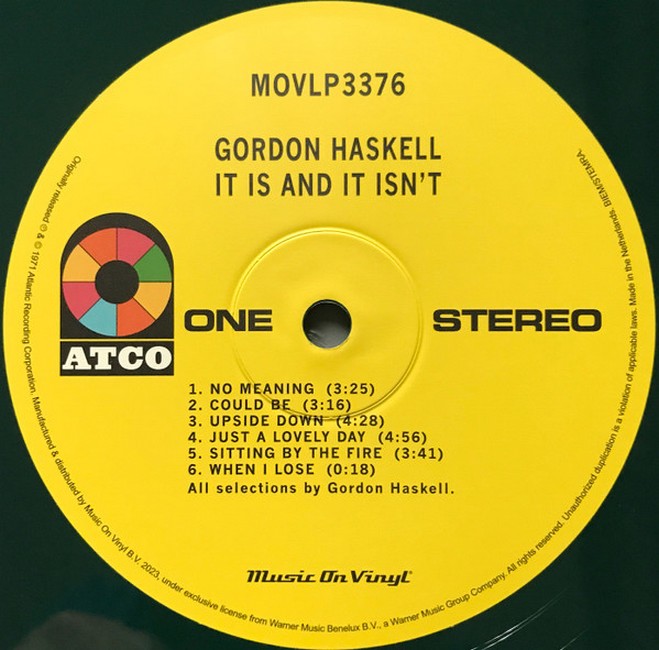 MOVLP3376
GORDON HASKELL
IT IS AND IT ISN'T
ATCO
ONE
STEREO
1. NO MEANING (3:25)
2. COULD BE (3:16)
3. UPSIDE DOWN (4:28)
4. JUST A LOVELY DAY (4:56)
5. SITTING BY THE FIRE (3:41)
6. WHEN I LOSE (0:18)
All selections by Gordon Haskell.
Music On Vinyl®
Originally released ℗ & © 1971 Atlantic Recording Corporation. Manufactured & distributed by Music On Vinyl B.V. 2023, under exclusive license from Warner Music Benelux B.V., a Warner Music Group Company. All rights reserved. Unauthorized duplication is a violation of applicable laws. Made in the Netherlands. BIEM/STEMRA.